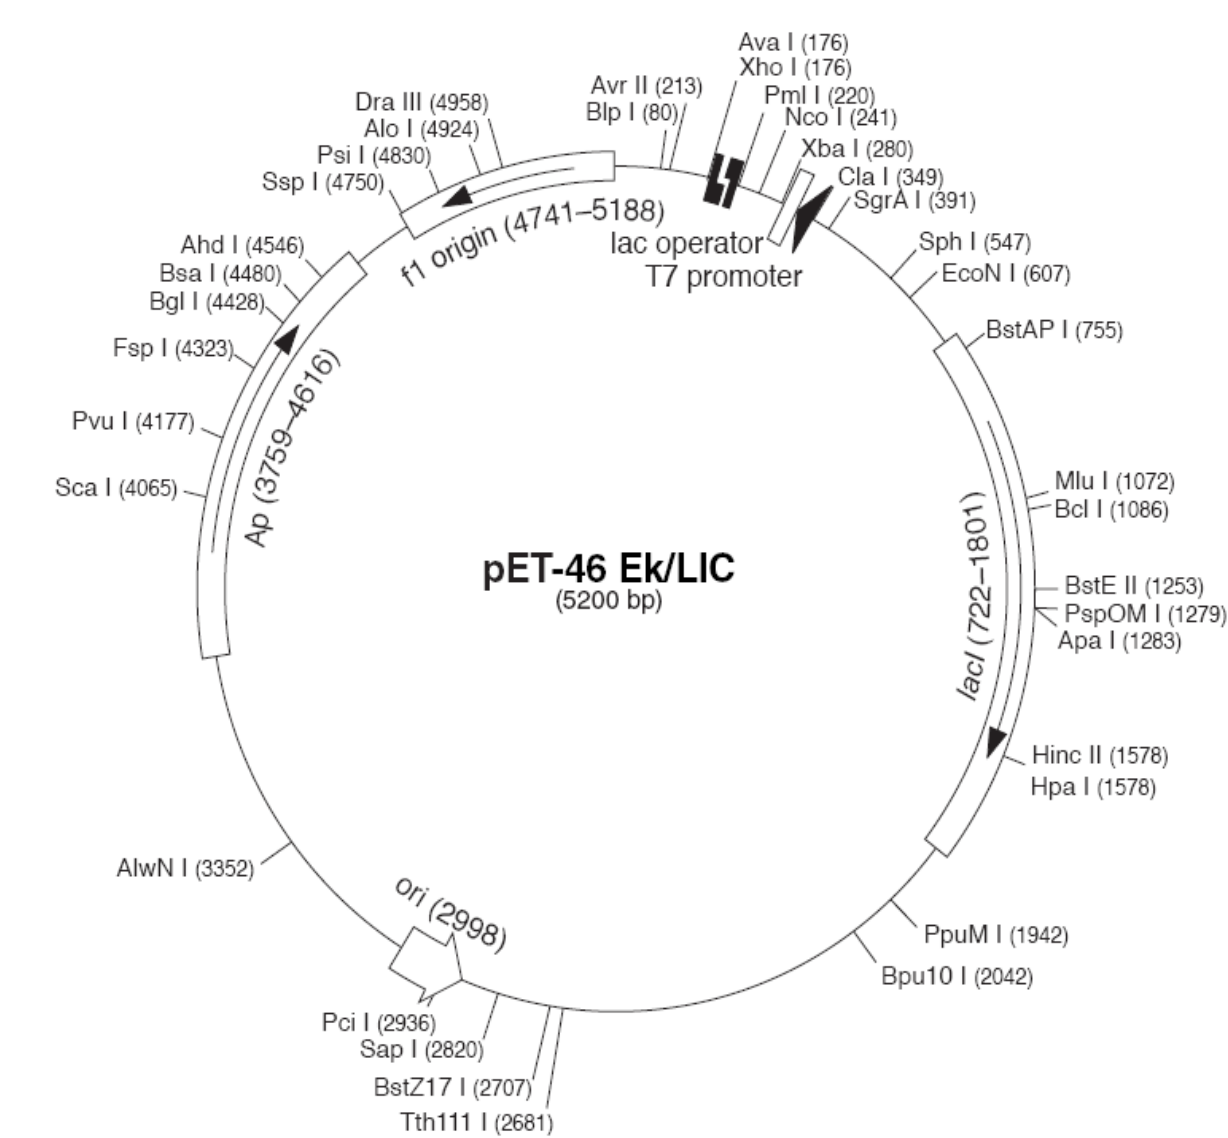 Ava I (176)
Xho I (176)
Avr II (213)
Pml I (220)
Dra III (4958)
Blp I (80)
Nco I (241)
Alo I (4924)
Xba I (280)
Psi I (4830)
Cla I (349)
Ssp I (4750)
SgrA I (391)
f1 origin (4741–5188)
lac operator
Sph I (547)
Ahd I (4546)
T7 promoter
EcoN I (607)
Bsa I (4480)
Bgl I (4428)
BstAP I (755)
Fsp I (4323)
Pvu I (4177)
Ap (3759–4616)
Sca I (4065)
Mlu I (1072)
Bcl I (1086)
pET-46 Ek/LIC
(5200 bp)
lacI (722–1801)
BstE II (1253)
PspOM I (1279)
Apa I (1283)
Hinc II (1578)
Hpa I (1578)
AlwN I (3352)
ori (2998)
PpuM I (1942)
Bpu10 I (2042)
Pci I (2936)
Sap I (2820)
BstZ17 I (2707)
Tth111 I (2681)